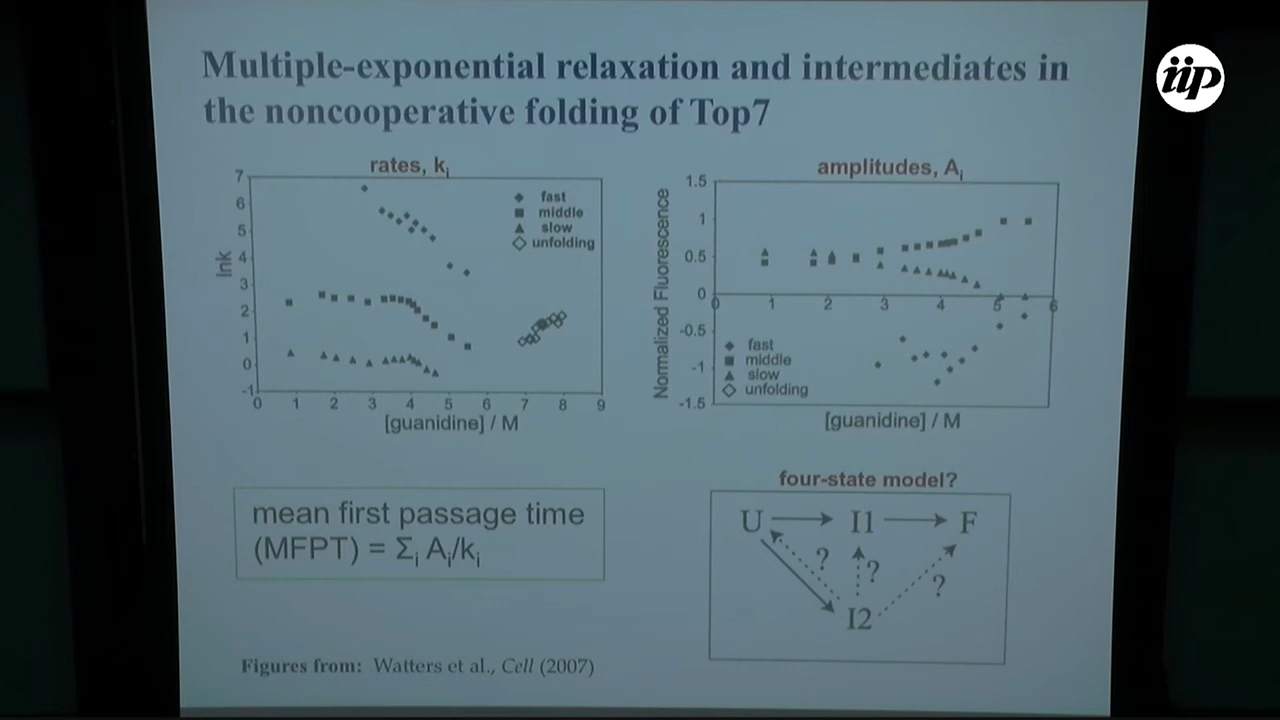 iip
Multiple-exponential relaxation and intermediates in
the noncooperative folding of Top7
rates, kᵢ
7
6
5
4
3
2
1
0
-1
lnk
fast
middle
slow
unfolding
0 1 2 3 4 5 6 7 8 9
[guanidine] / M
amplitudes, Aᵢ
1.5
1
0.5
0
-0.5
-1
-1.5
Normalized Fluorescence
0 1 2 3 4 5 6
fast
middle
slow
unfolding
[guanidine] / M
mean first passage time
(MFPT) = Σᵢ Aᵢ/kᵢ
four-state model?
U I1 F
? ? ?
I2
Figures from: Watters et al., Cell (2007)